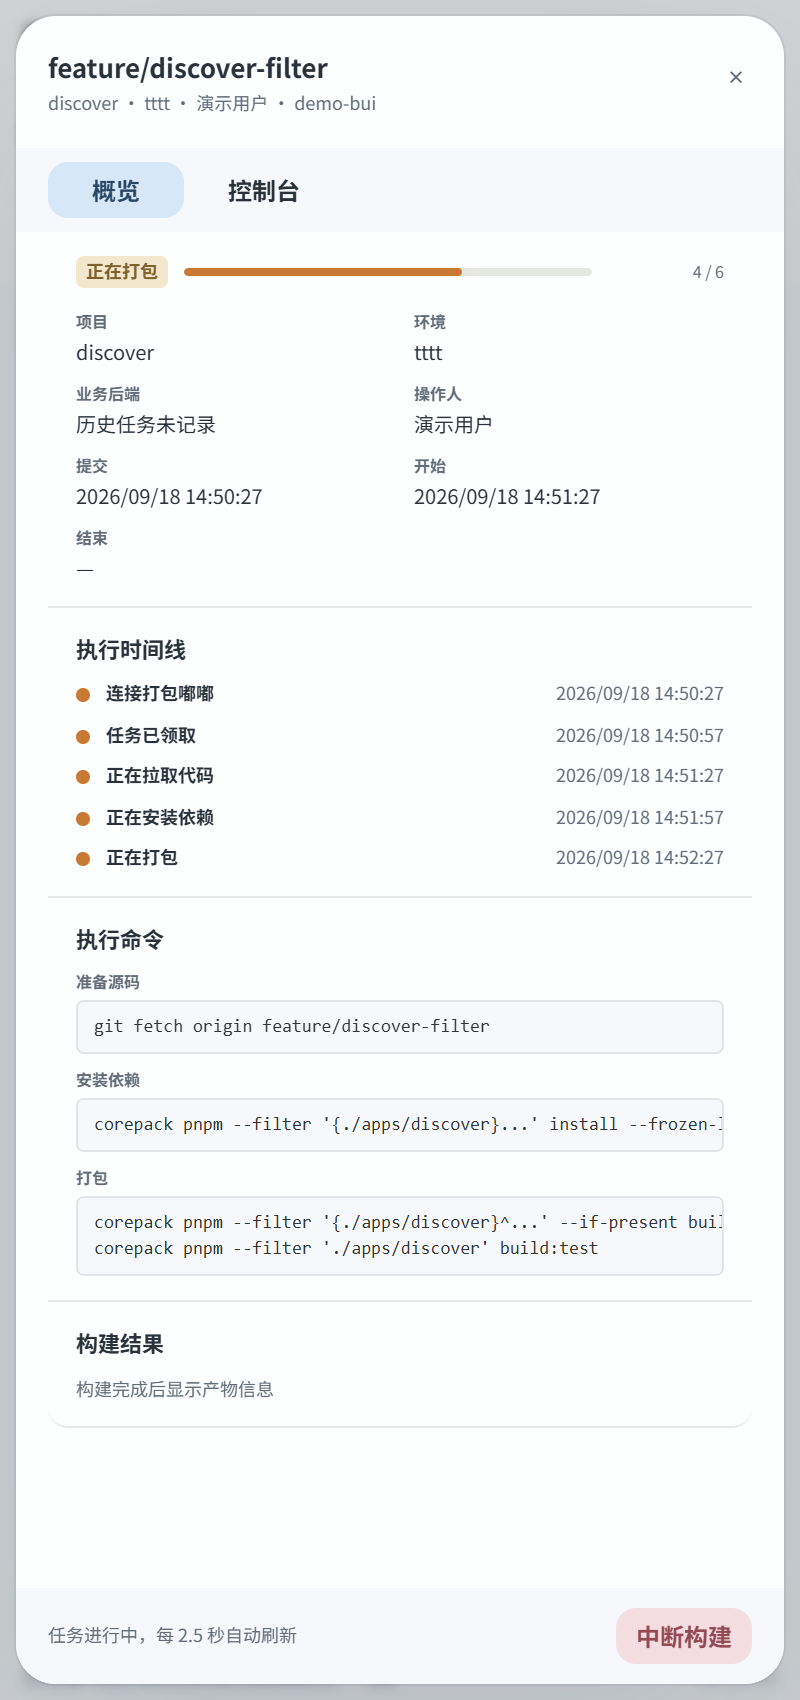 feature/discover-filter
×
discover • tttt • 演示用户 • demo-bui
概览 控制台
正在打包 4 / 6
项目 环境
discover tttt
业务后端 操作人
历史任务未记录 演示用户
提交 开始
2026/09/18 14:50:27 2026/09/18 14:51:27
结束
—
执行时间线
连接打包嘟嘟 2026/09/18 14:50:27
任务已领取 2026/09/18 14:50:57
正在拉取代码 2026/09/18 14:51:27
正在安装依赖 2026/09/18 14:51:57
正在打包 2026/09/18 14:52:27
执行命令
准备源码
git fetch origin feature/discover-filter
安装依赖
corepack pnpm --filter '{./apps/discover}...' install --frozen-
打包
corepack pnpm --filter '{./apps/discover}^...' --if-present
corepack pnpm --filter './apps/discover' build:test
构建结果
构建完成后显示产物信息
任务进行中，每 2.5 秒自动刷新 中断构建